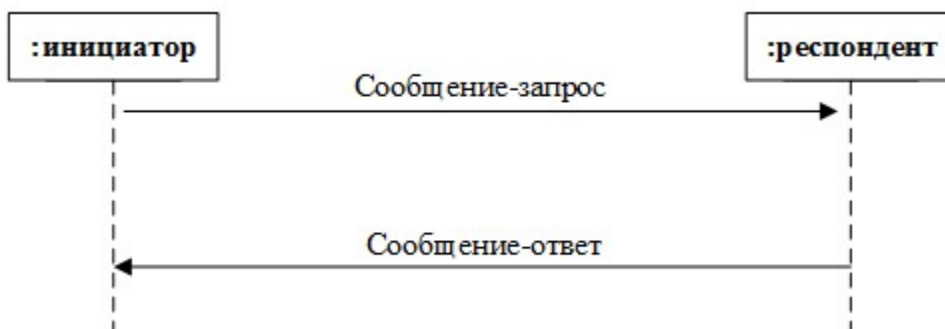 :инициатор
:респондент
Сообщение-запрос
Сообщение-ответ